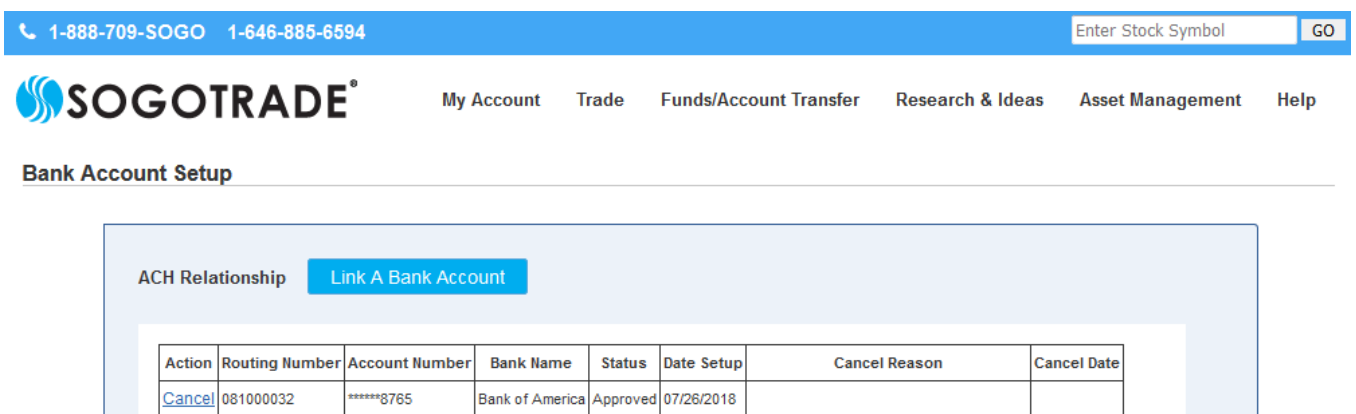 1-888-709-SOGO 1-646-885-6594 Enter Stock Symbol GO
SOGOTRADE® My Account Trade Funds/Account Transfer Research & Ideas Asset Management Help
Bank Account Setup
ACH Relationship Link A Bank Account
Action Routing Number Account Number Bank Name Status Date Setup Cancel Reason Cancel Date
Cancel 081000032 ******8765 Bank of America Approved 07/26/2018